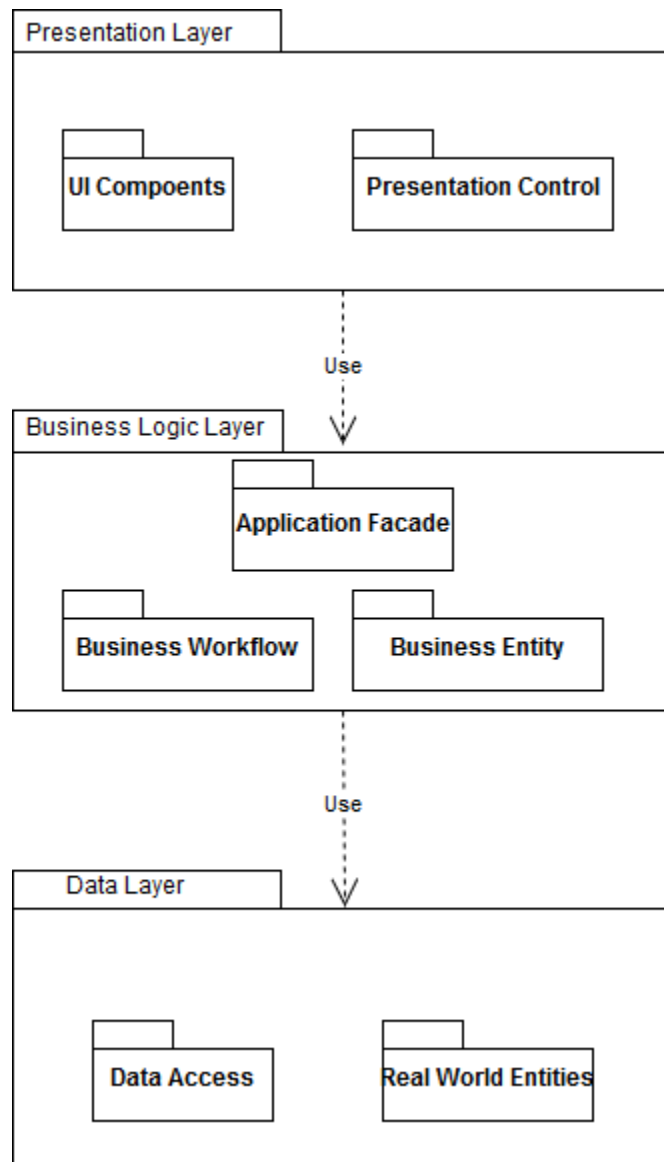 Presentation Layer
UI Compoents
Presentation Control
Use
Business Logic Layer
Application Facade
Business Workflow
Business Entity
Use
Data Layer
Data Access
Real World Entities